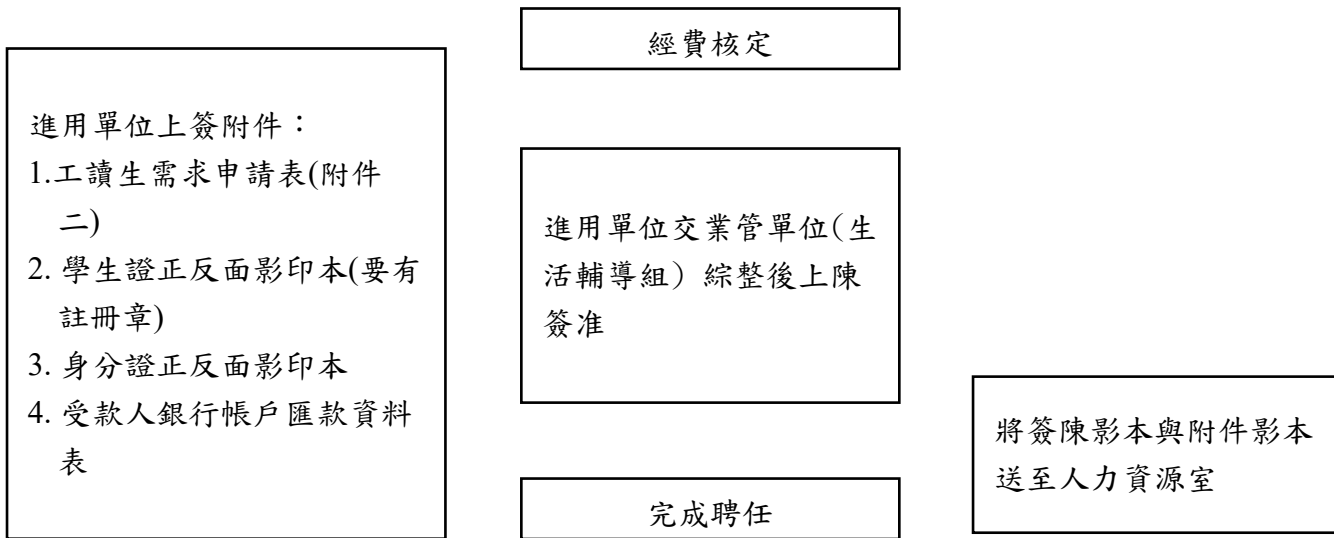 經費核定
進用單位上簽附件：
1.工讀生需求申請表(附件
二)
2. 學生證正反面影印本(要有
註冊章)
3. 身分證正反面影印本
4. 受款人銀行帳戶匯款資料
表
進用單位交業管單位(生
活輔導組) 綜整後上陳
簽准
將簽陳影本與附件影本
送至人力資源室
完成聘任